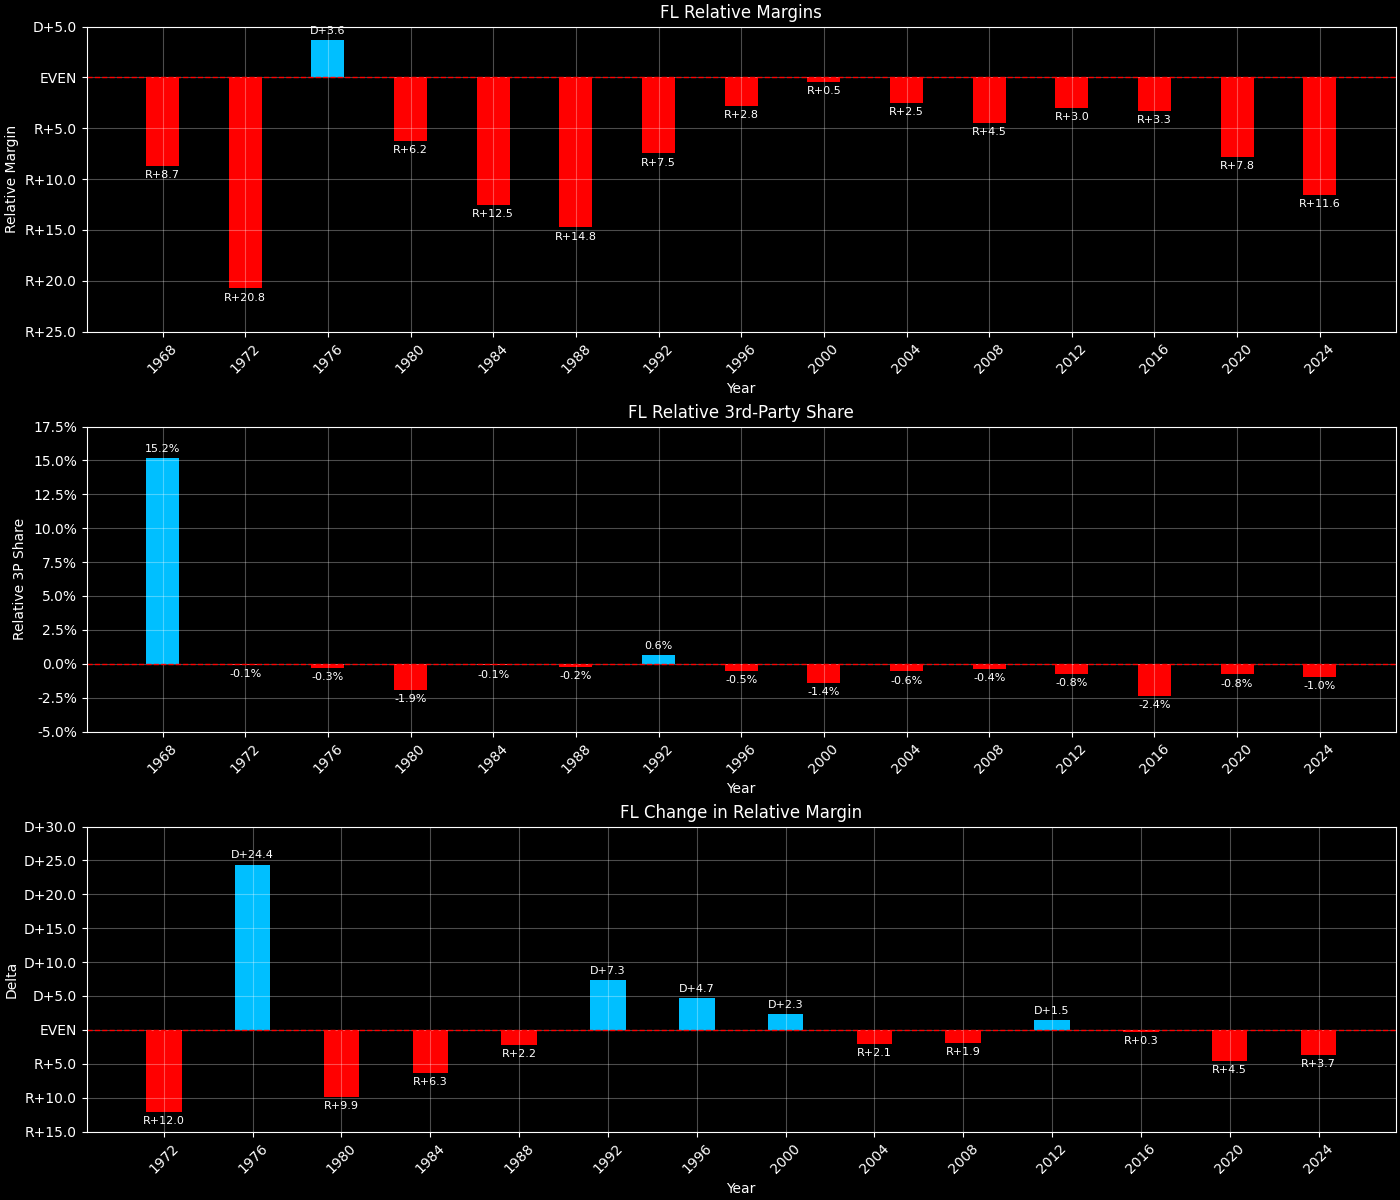 FL Relative Margins
Relative Margin
D+5.0
EVEN
R+5.0
R+10.0
R+15.0
R+20.0
R+25.0
R+8.7
R+20.8
D+3.6
R+6.2
R+12.5
R+14.8
R+7.5
R+2.8
R+0.5
R+2.5
R+4.5
R+3.0
R+3.3
R+7.8
R+11.6
1968 1972 1976 1980 1984 1988 1992 1996 2000 2004 2008 2012 2016 2020 2024
Year
FL Relative 3rd-Party Share
Relative 3P Share
17.5%
15.0%
12.5%
10.0%
7.5%
5.0%
2.5%
0.0%
-2.5%
-5.0%
15.2%
-0.1%
-0.3%
-1.9%
-0.1%
-0.2%
0.6%
-0.5%
-1.4%
-0.6%
-0.4%
-0.8%
-2.4%
-0.8%
-1.0%
1968 1972 1976 1980 1984 1988 1992 1996 2000 2004 2008 2012 2016 2020 2024
Year
FL Change in Relative Margin
Delta
D+30.0
D+25.0
D+20.0
D+15.0
D+10.0
D+5.0
EVEN
R+5.0
R+10.0
R+15.0
R+12.0
D+24.4
R+9.9
R+6.3
R+2.2
D+7.3
D+4.7
D+2.3
R+2.1
R+1.9
D+1.5
R+0.3
R+4.5
R+3.7
1972 1976 1980 1984 1988 1992 1996 2000 2004 2008 2012 2016 2020 2024
Year